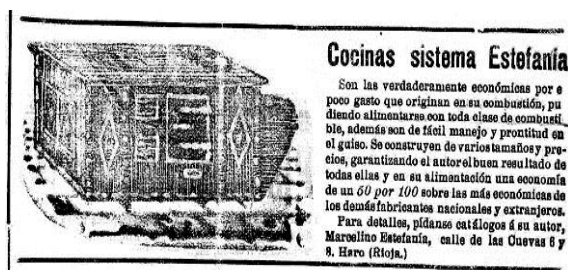 Cocinas sistema Estefanía
Son las verdaderamente económicas por e
poco gasto que originan en su combustión, pu
diendo alimentarse con toda clase de combusti-
ble, además son de fácil manejo y prontitud en
el guiso. Se construyen de varios tamaños y pre-
cios, garantizando el autor el buen resultado de
todas ellas y en su alimentación una economía
de un 50 por 100 sobre las más económicas de
los demás fabricantes nacionales y extranjeros.
Para detalles, pídanse catálogos á su autor,
Marcelino Estefanía, calle de las Cuevas 6 y
8. Haro (Rioja.)